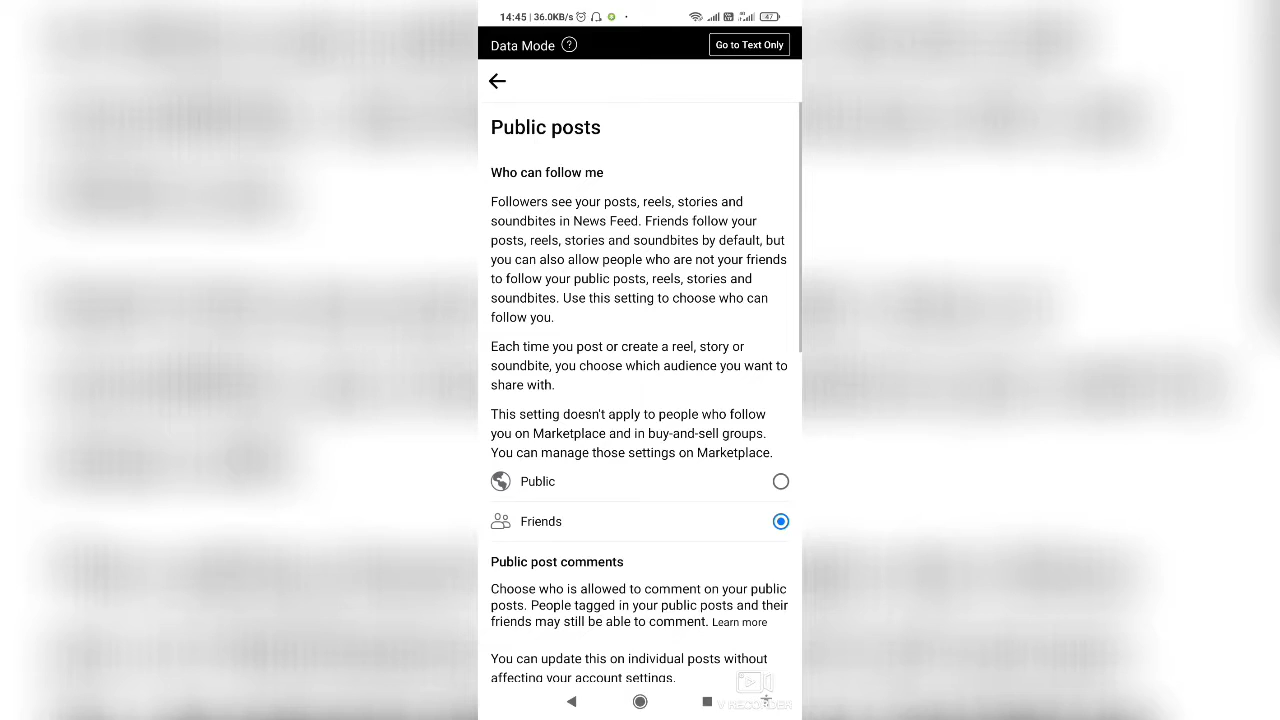 14:45 | 36.0KB/s
47
Data Mode ?
Go to Text Only
Public posts
Who can follow me
Followers see your posts, reels, stories and
soundbites in News Feed. Friends follow your
posts, reels, stories and soundbites by default, but
you can also allow people who are not your friends
to follow your public posts, reels, stories and
soundbites. Use this setting to choose who can
follow you.
Each time you post or create a reel, story or
soundbite, you choose which audience you want to
share with.
This setting doesn't apply to people who follow
you on Marketplace and in buy-and-sell groups.
You can manage those settings on Marketplace.
Public
Friends
Public post comments
Choose who is allowed to comment on your public
posts. People tagged in your public posts and their
friends may still be able to comment. Learn more
You can update this on individual posts without
affecting your account settings.
V RECORDER